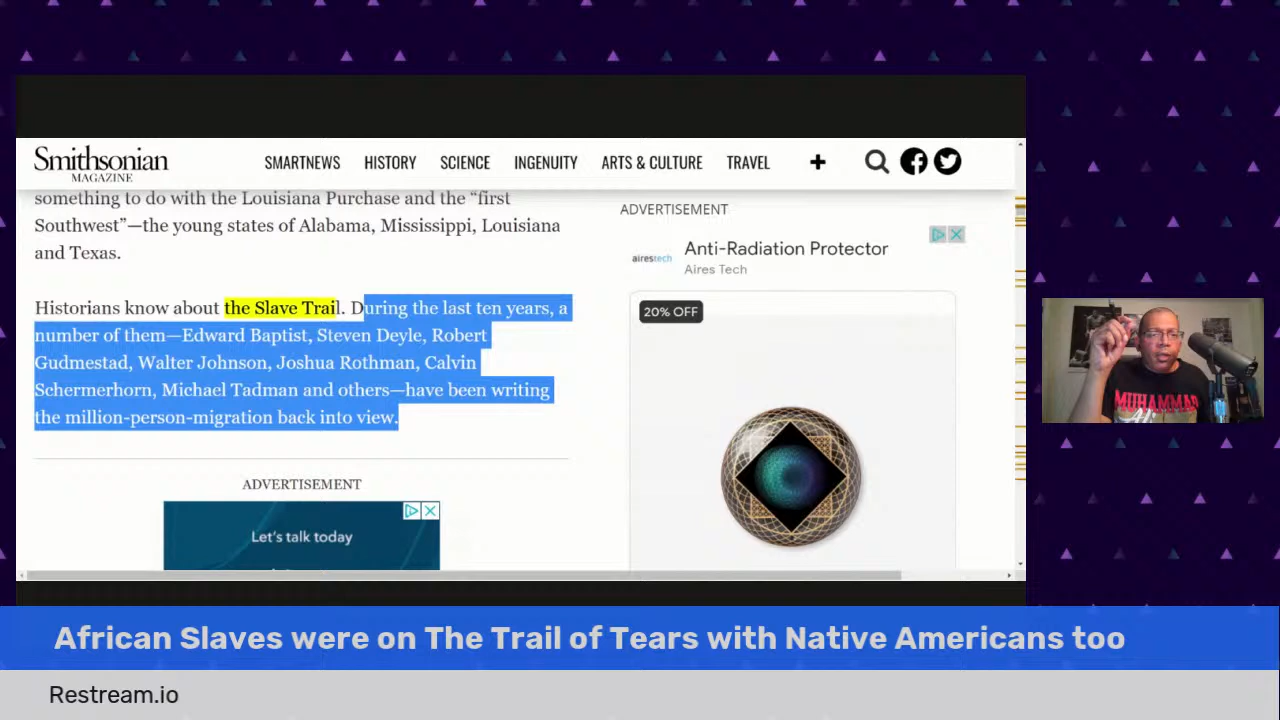 Smithsonian
MAGAZINE
SMARTNEWS HISTORY SCIENCE INGENUITY ARTS & CULTURE TRAVEL
something to do with the Louisiana Purchase and the “first
Southwest”—the young states of Alabama, Mississippi, Louisiana
and Texas.
Historians know about the Slave Trail. During the last ten years, a
number of them—Edward Baptist, Steven Deyle, Robert
Gudmestad, Walter Johnson, Joshua Rothman, Calvin
Schermerhorn, Michael Tadman and others—have been writing
the million-person-migration back into view.
ADVERTISEMENT
Let’s talk today
ADVERTISEMENT
airestech
Anti-Radiation Protector
Aires Tech
20% OFF
MUHAMMAD
Ali
African Slaves were on The Trail of Tears with Native Americans too
Restream.io